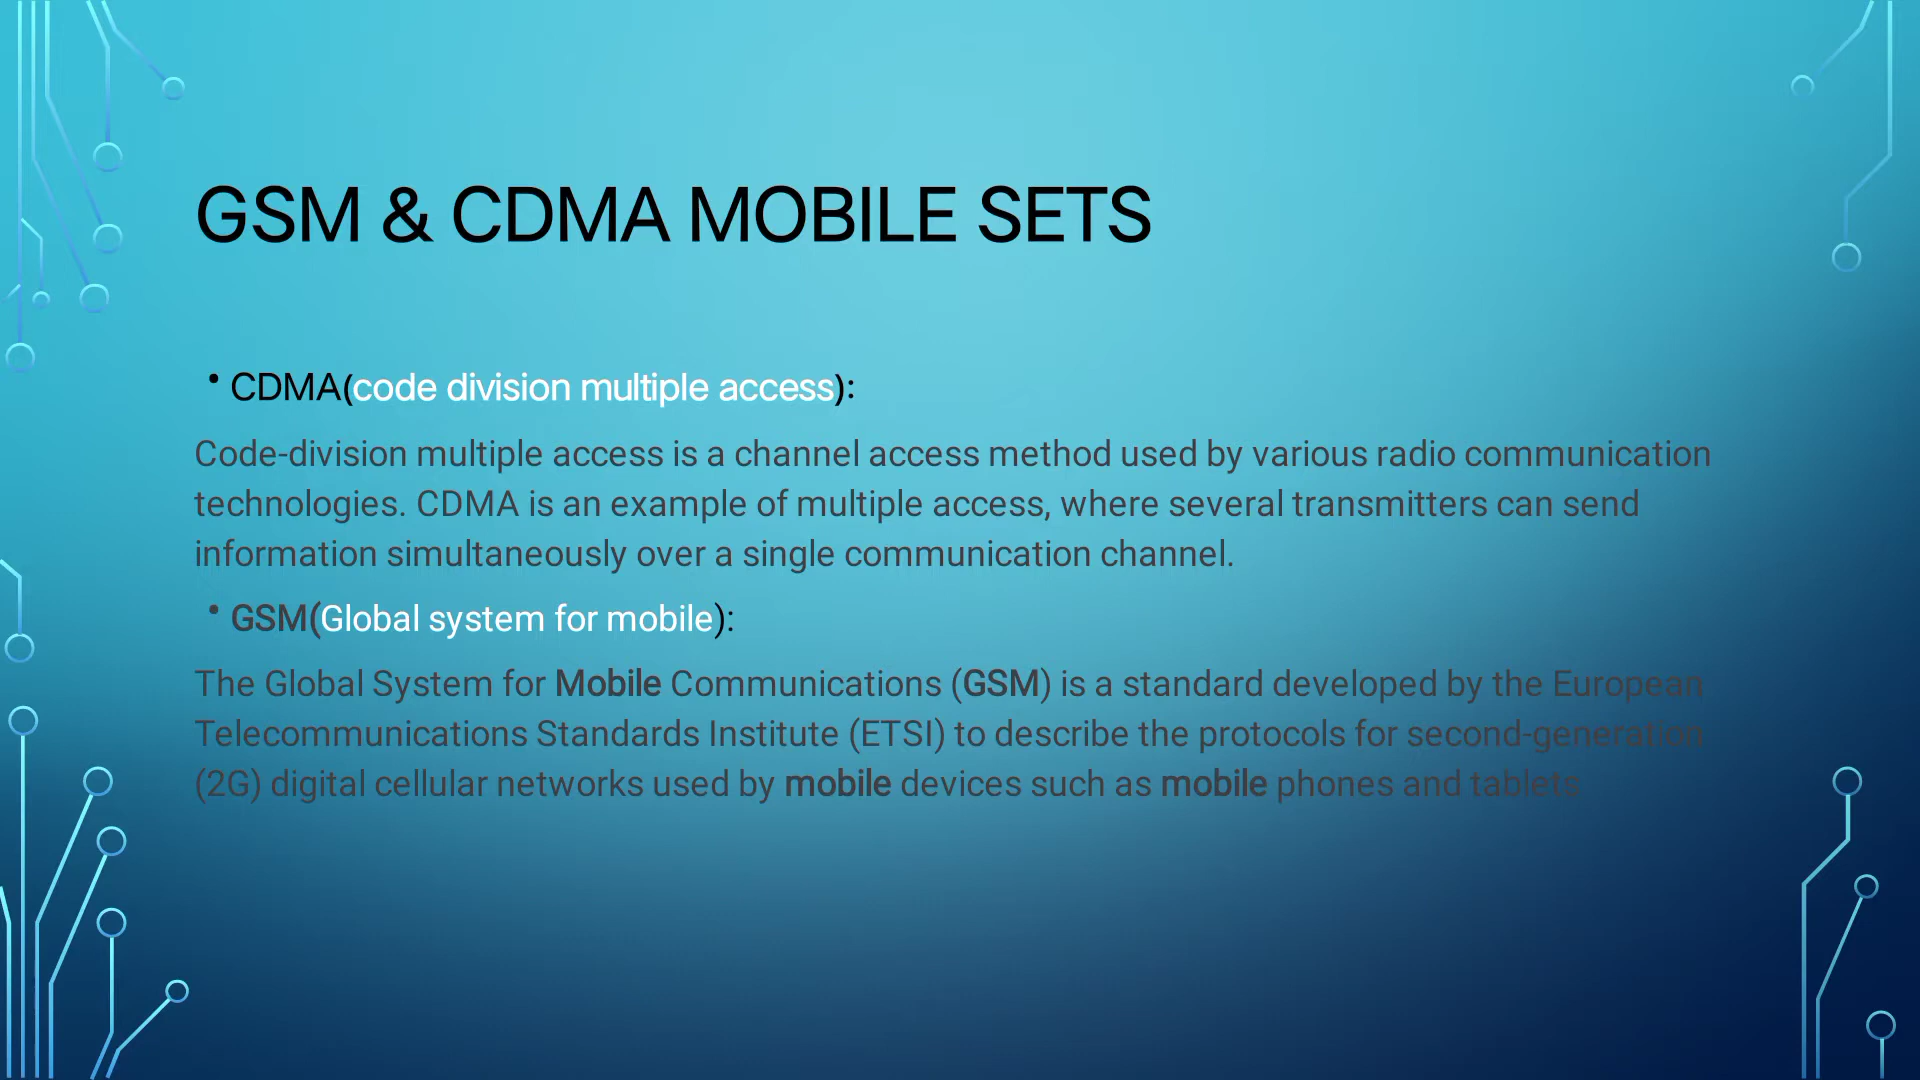 GSM & CDMA MOBILE SETS
• CDMA(code division multiple access):
Code-division multiple access is a channel access method used by various radio communication
technologies. CDMA is an example of multiple access, where several transmitters can send
information simultaneously over a single communication channel.
• GSM(Global system for mobile):
The Global System for Mobile Communications (GSM) is a standard developed by the European
Telecommunications Standards Institute (ETSI) to describe the protocols for second-generation
(2G) digital cellular networks used by mobile devices such as mobile phones and tablets